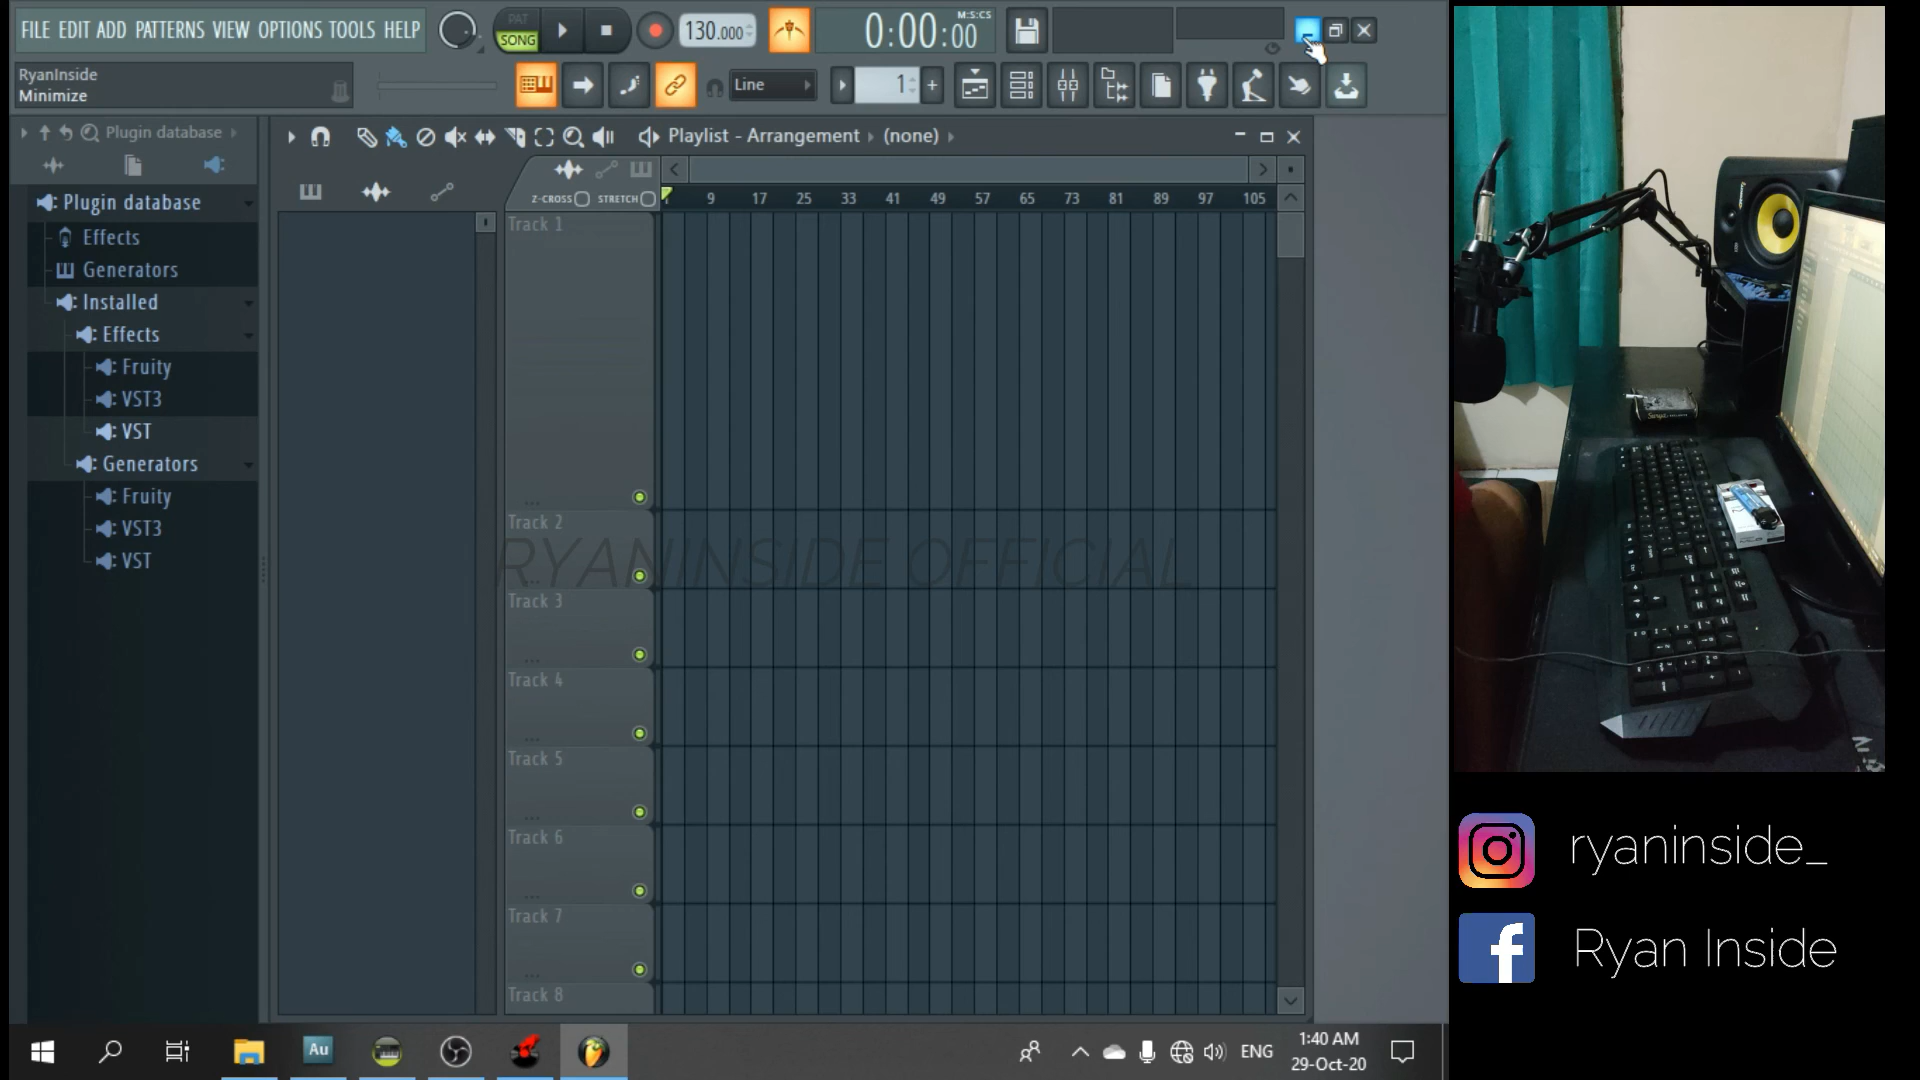 FILE EDIT ADD PATTERNS VIEW OPTIONS TOOLS HELP
PAT
SONG
130.000
M:S:CS
0:00:00
RyanInside
Minimize
Line
1
Plugin database
Playlist - Arrangement
(none)
Z-CROSS
STRETCH
9 17 25 33 41 49 57 65 73 81 89 97 105
Plugin database
Effects
Generators
Installed
Effects
Fruity
VST3
VST
Generators
Fruity
VST3
VST
Track 1
Track 2
RYANINSIDE OFFICIAL
Track 3
Track 4
Track 5
Track 6
Track 7
Track 8
ryaninside_
Ryan Inside
Au
ENG
1:40 AM
29-Oct-20